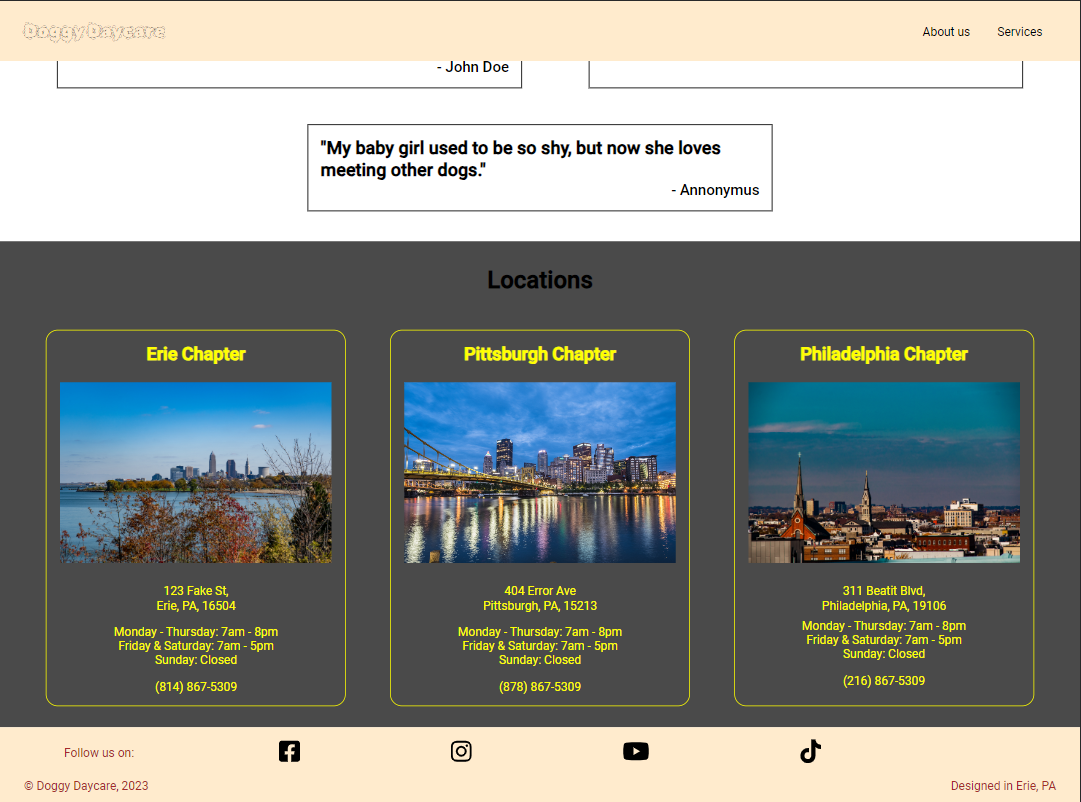 Doggy Daycare
About us
Services
- John Doe
"My baby girl used to be so shy, but now she loves
meeting other dogs."
- Annonymus
Locations
Erie Chapter
123 Fake St,
Erie, PA, 16504
Monday - Thursday: 7am - 8pm
Friday & Saturday: 7am - 5pm
Sunday: Closed
(814) 867-5309
Pittsburgh Chapter
404 Error Ave
Pittsburgh, PA, 15213
Monday - Thursday: 7am - 8pm
Friday & Saturday: 7am - 5pm
Sunday: Closed
(878) 867-5309
Philadelphia Chapter
311 Beatit Blvd,
Philadelphia, PA, 19106
Monday - Thursday: 7am - 8pm
Friday & Saturday: 7am - 5pm
Sunday: Closed
(216) 867-5309
Follow us on:
© Doggy Daycare, 2023
Designed in Erie, PA